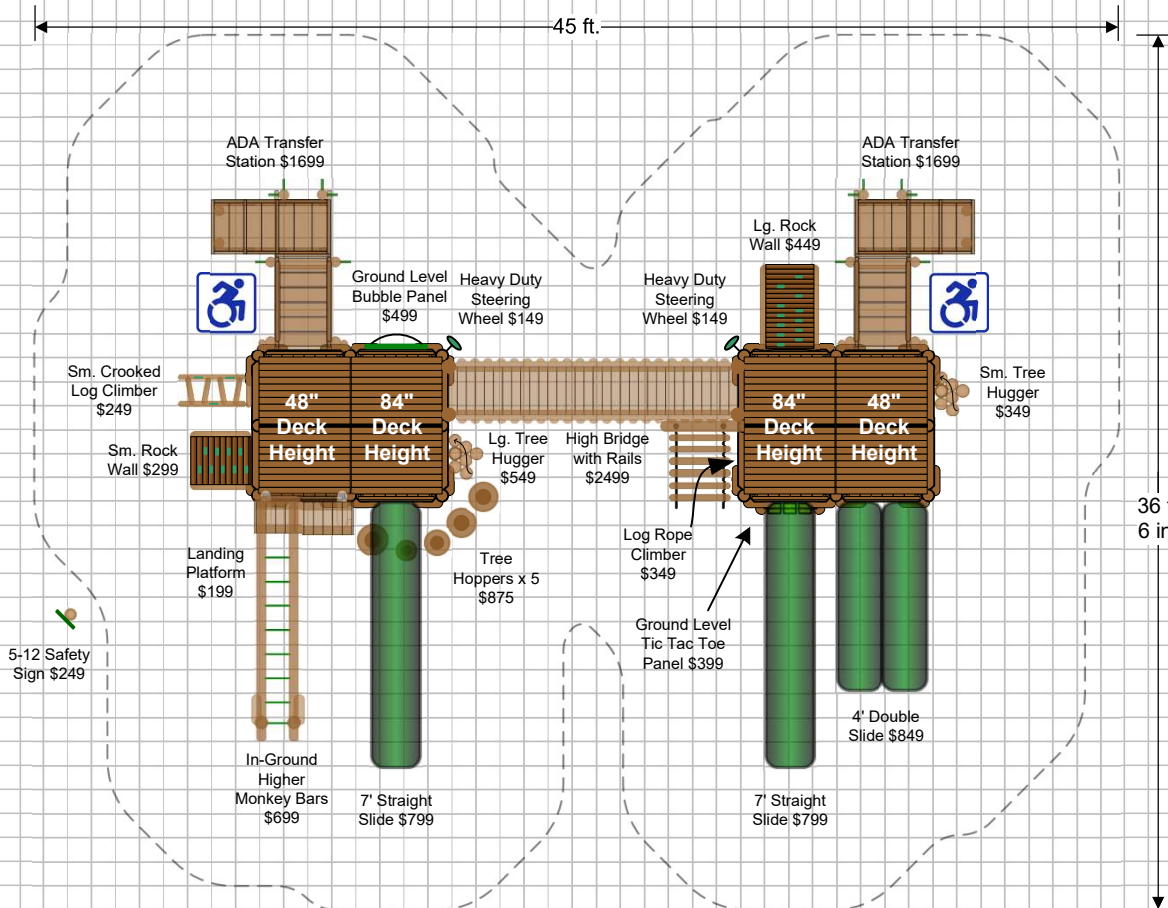 45 ft.
ADA Transfer
Station $1699
ADA Transfer
Station $1699
Lg. Rock
Wall $449
Ground Level
Bubble Panel
$499
Heavy Duty
Steering
Wheel $149
Heavy Duty
Steering
Wheel $149
Sm. Crooked
Log Climber
$249
48"
Deck
Height
84"
Deck
Height
84"
Deck
Height
48"
Deck
Height
Sm. Tree
Hugger
$349
Sm. Rock
Wall $299
Lg. Tree
Hugger
$549
High Bridge
with Rails
$2499
36
6 in
Log Rope
Climber
$349
Landing
Platform
$199
Tree
Hoppers x 5
$875
Ground Level
Tic Tac Toe
Panel $399
5-12 Safety
Sign $249
4' Double
Slide $849
In-Ground
Higher
Monkey Bars
$699
7' Straight
Slide $799
7' Straight
Slide $799